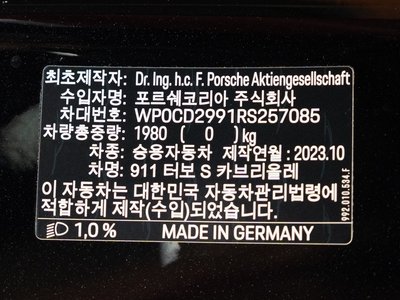 최초제작자: Dr. Ing. h.c. F. Porsche Aktiengesellschaft
수입자명: 포르쉐코리아 주식회사
차대번호: WP0CD2991RS257085
차량총중량: 1980 ( 0 ) kg
차종: 승용자동차 제작연월: 2023.10
차명: 911 터보 S 카브리올레
이 자동차는 대한민국 자동차관리법령에
적합하게 제작(수입)되었습니다.
1,0% MADE IN GERMANY
992.010.534.F